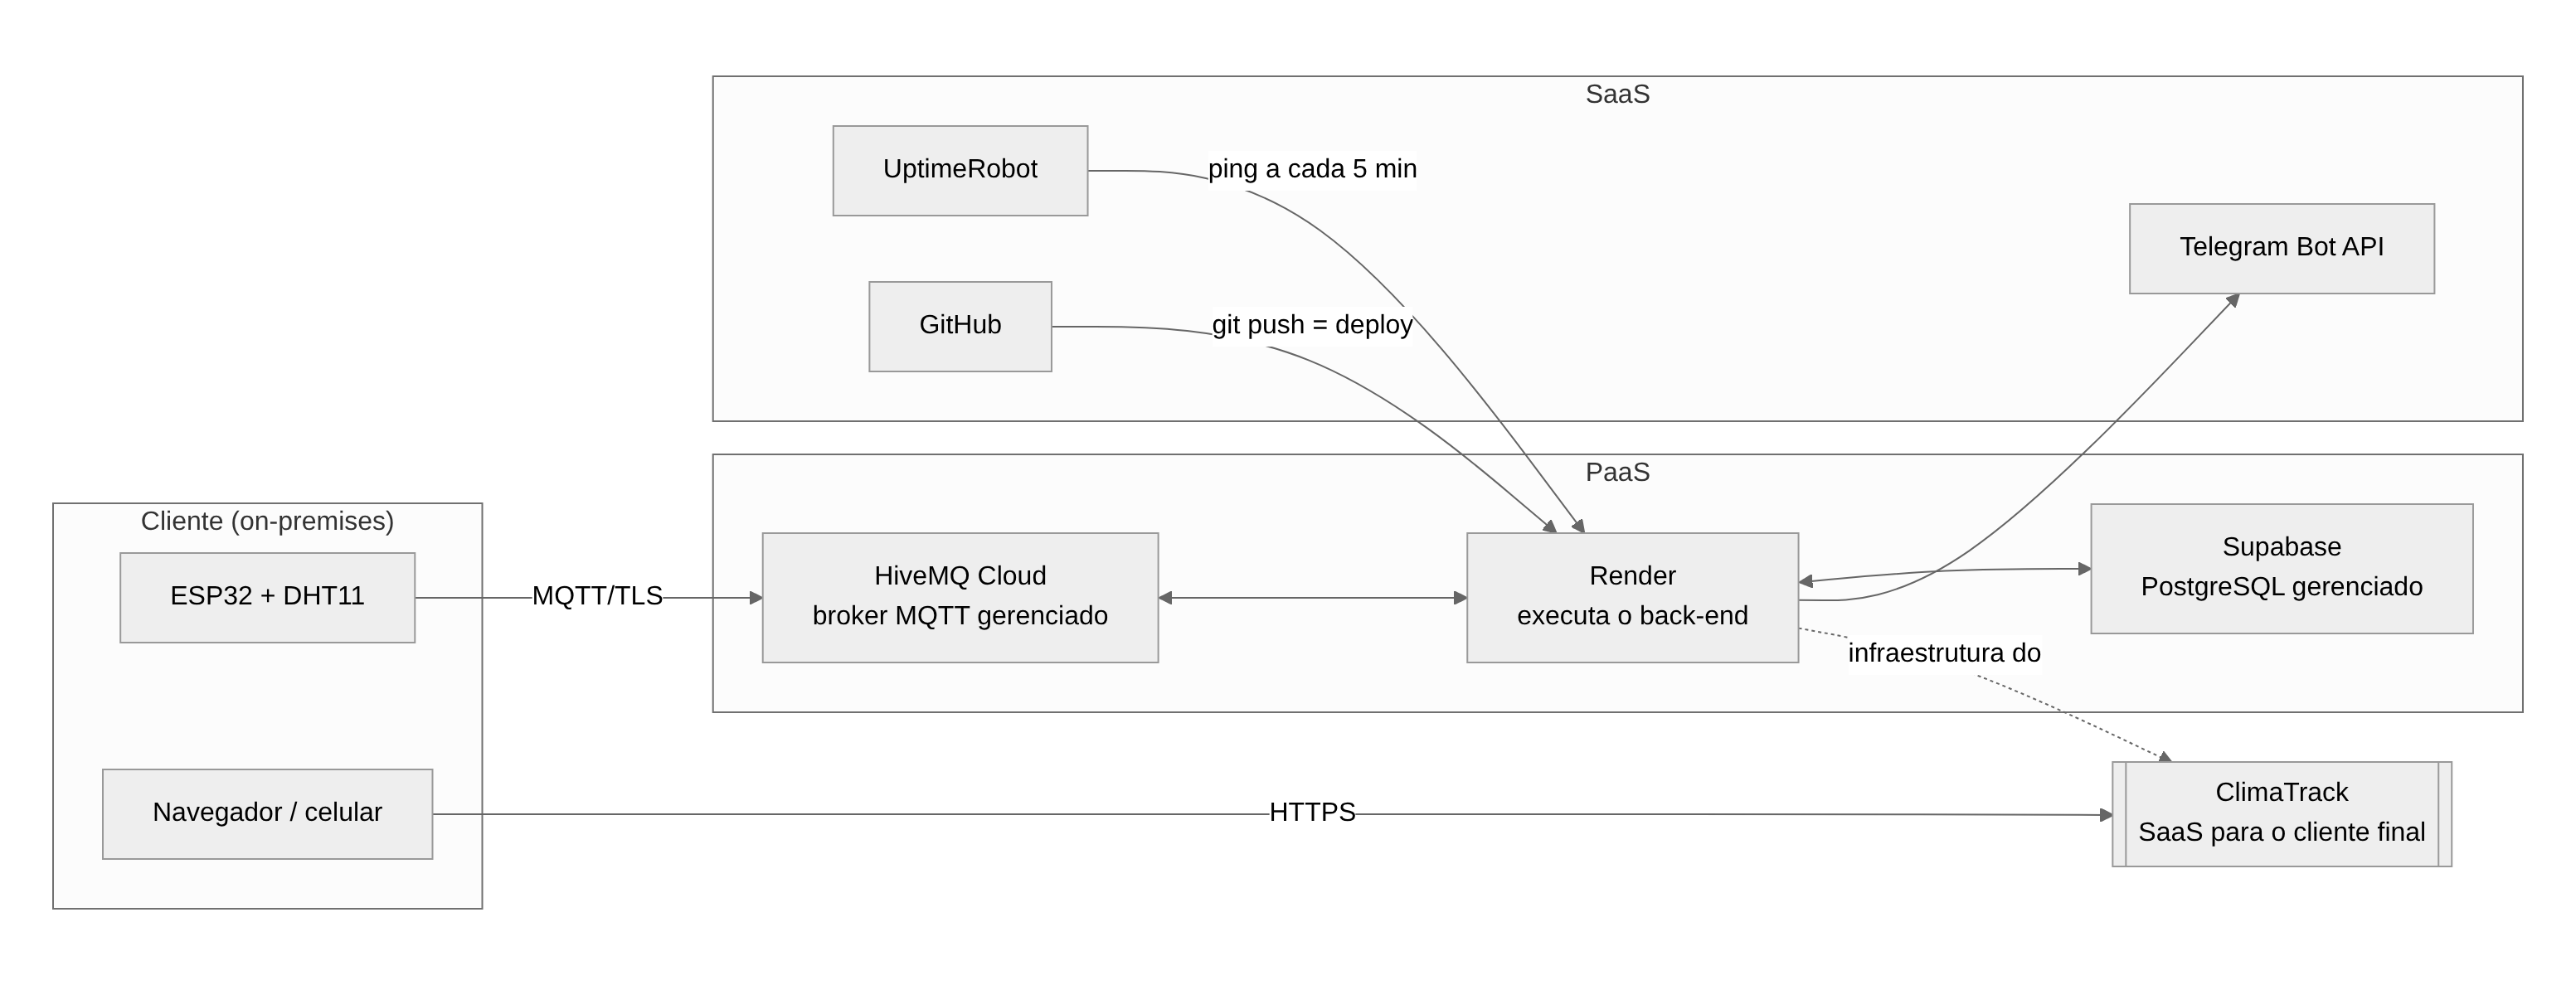 SaaS
UptimeRobot
ping a cada 5 min
Telegram Bot API
GitHub
git push = deploy
PaaS
Cliente (on-premises)
ESP32 + DHT11
MQTT/TLS
HiveMQ Cloud
broker MQTT gerenciado
Render
executa o back-end
Supabase
PostgreSQL gerenciado
infraestrutura do
Navegador / celular
HTTPS
ClimaTrack
SaaS para o cliente final